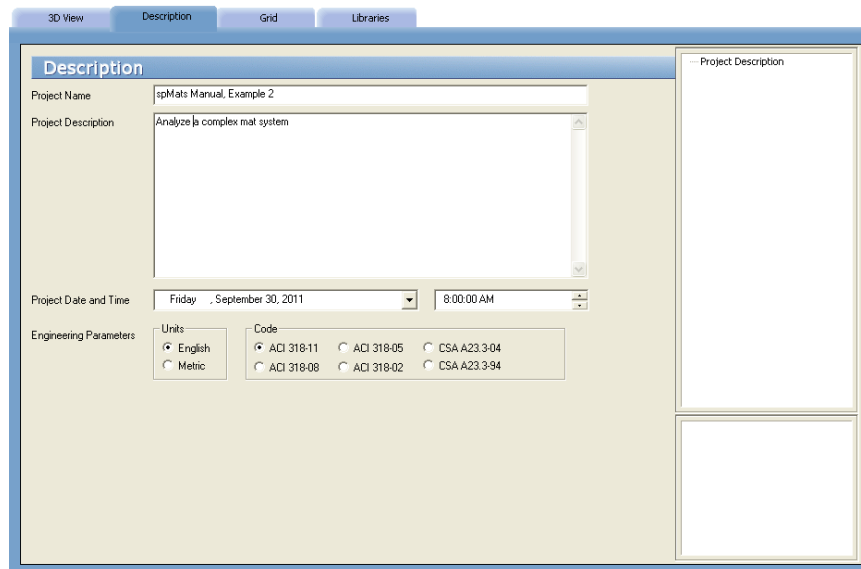 3D View Description Grid Libraries
Description
Project Name spMats Manual, Example 2
Project Description Analyze a complex mat system
Project Date and Time Friday , September 30, 2011 8:00:00 AM
Engineering Parameters Units Code
English ACI 318-11 ACI 318-05 CSA A23.3-04
Metric ACI 318-08 ACI 318-02 CSA A23.3-94
Project Description